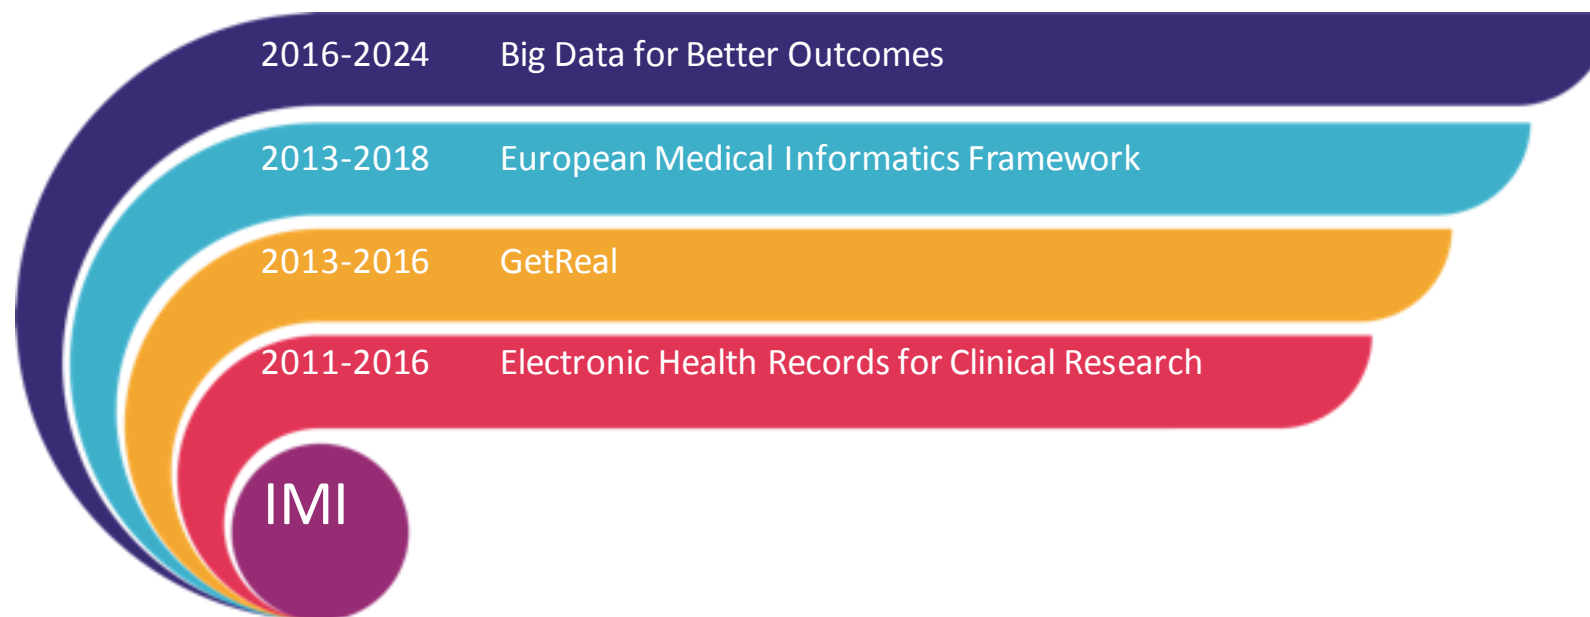 2016-2024 Big Data for Better Outcomes
2013-2018 European Medical Informatics Framework
2013-2016 GetReal
2011-2016 Electronic Health Records for Clinical Research
IMI